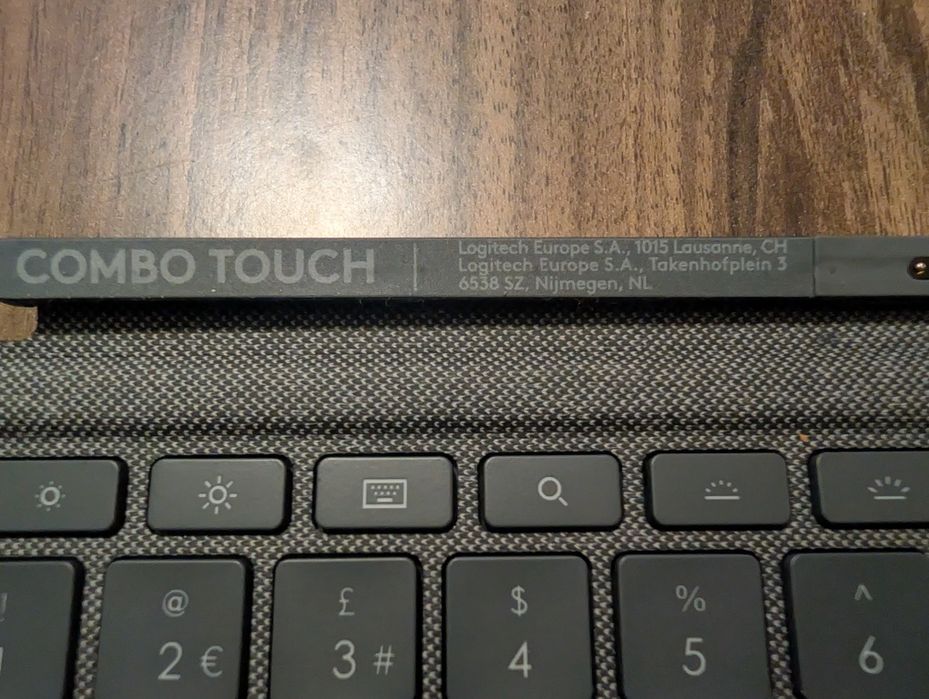 COMBO TOUCH
Logitech Europe S.A., 1015 Lausanne, CH
Logitech Europe S.A., Takenhofplein 3
6538 SZ, Nijmegen, NL
@ £ $ % ^
2 € 3 # 4 5 6